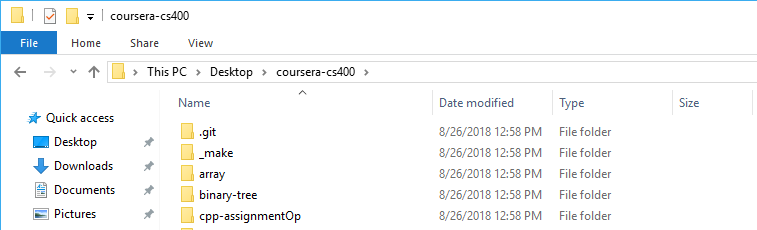 coursera-cs400
File Home Share View
This PC Desktop coursera-cs400
Name Date modified Type Size
Quick access
Desktop
Downloads
Documents
Pictures
.git 8/26/2018 12:58 PM File folder
_make 8/26/2018 12:58 PM File folder
array 8/26/2018 12:58 PM File folder
binary-tree 8/26/2018 12:58 PM File folder
cpp-assignmentOp 8/26/2018 12:58 PM File folder